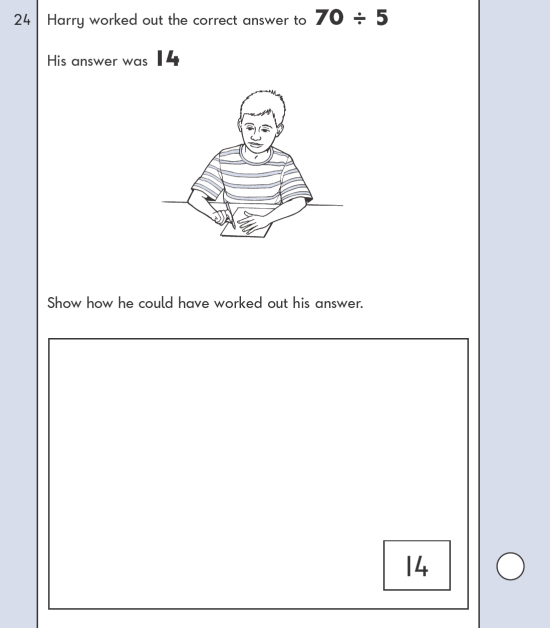 24 Harry worked out the correct answer to 70 ÷ 5
His answer was 14
Show how he could have worked out his answer.
14